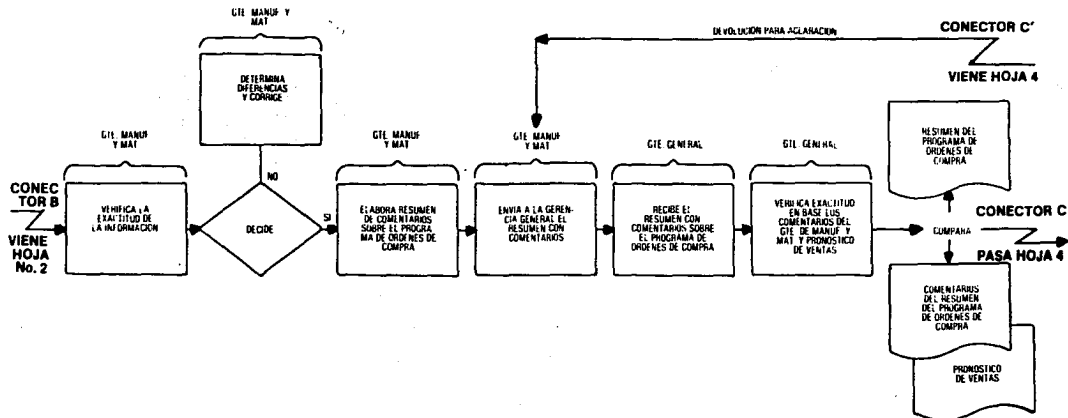 GTE. MANUF Y
MAT
DETERMINA
DIFERENCIAS
Y CORRIGE
DEVOLUCION PARA ACLARACION
CONECTOR C'
VIENE HOJA 4
CONEC
TOR B
VIENE
HOJA
No. 2
GTE. MANUF
Y MAT
VERIFICA LA
EXACTITUD DE
LA INFORMACION
NO
DECIDE
SI
GTE. MANUF
Y MAT
ELABORA RESUMEN
DE COMENTARIOS
SOBRE EL PROGRA
MA DE ORDENES DE
COMPRA
GTE. MANUF
Y MAT
ENVIA A LA GEREN
CIA GENERAL EL
RESUMEN CON
COMENTARIOS
GTE. GENERAL
RECIBE EL
RESUMEN CON
COMENTARIOS SOBRE
EL PROGRAMA DE
ORDENES DE COMPRA
GTE. GENERAL
VERIFICA EXACTITUD
EN BASE LOS
COMENTARIOS DEL
GTE DE MANUF Y
MAT Y PRONOSTICO
DE VENTAS
RESUMEN DEL
PROGRAMA DE
ORDENES DE
COMPRA
COMPARA
CONECTOR C
PASA HOJA 4
COMENTARIOS
DEL RESUMEN
DEL PROGRAMA
DE ORDENES DE
COMPRA
PRONOSTICO
DE VENTAS